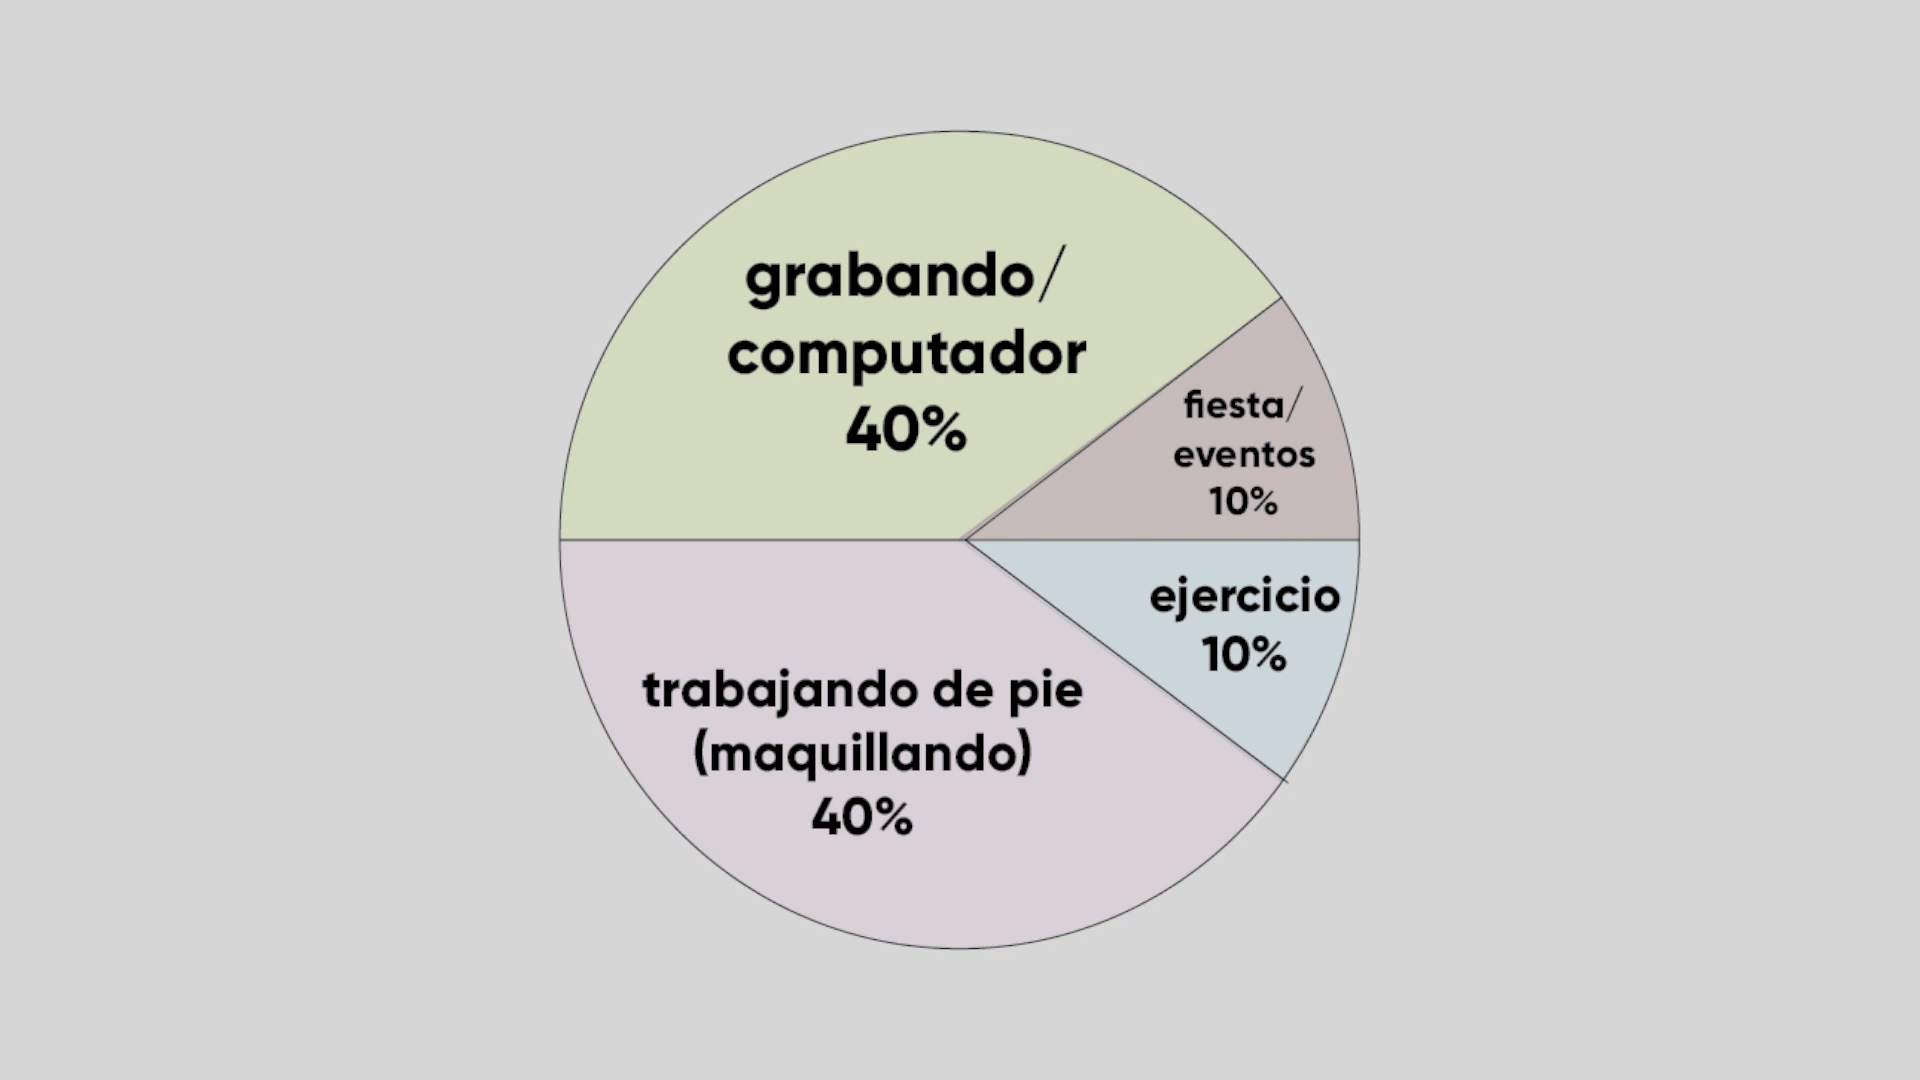 grabando/
computador
40%
fiesta/
eventos
10%
ejercicio
10%
trabajando de pie
(maquillando)
40%